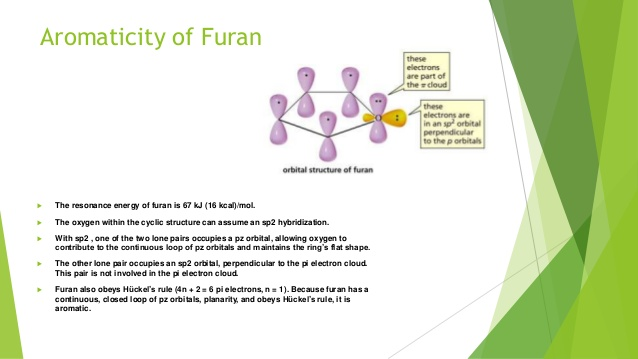 Aromaticity of Furan
these
electrons
are part of
the π cloud
these
electrons are
in an sp2 orbital
perpendicular
to the p orbitals
O
orbital structure of furan
The resonance energy of furan is 67 kJ (16 kcal)/mol.
The oxygen within the cyclic structure can assume an sp2 hybridization.
With sp2 , one of the two lone pairs occupies a pz orbital, allowing oxygen to
contribute to the continuous loop of pz orbitals and maintains the ring's flat shape.
The other lone pair occupies an sp2 orbital, perpendicular to the pi electron cloud.
This pair is not involved in the pi electron cloud.
Furan also obeys Hückel's rule (4n + 2 = 6 pi electrons, n = 1). Because furan has a
continuous, closed loop of pz orbitals, planarity, and obeys Hückel's rule, it is
aromatic.